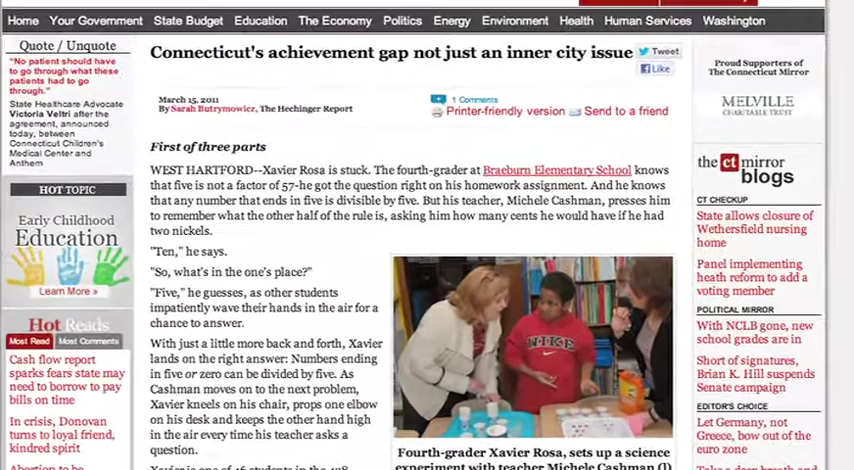 Home Your Government State Budget Education The Economy Politics Energy Environment Health Human Services Washington
Quote / Unquote
"No patient should have
to go through what these
patients had to go
through."
State Healthcare Advocate
Victoria Veltri after the
agreement, announced
today, between
Connecticut Children's
Medical Center and
Anthem
HOT TOPIC
Early Childhood
Education
Learn More »
Hot Reads
Most Read Most Comments
Cash flow report
sparks fears state may
need to borrow to pay
bills on time
In crisis, Donovan
turns to loyal friend,
kindred spirit
Abortion to be
Connecticut's achievement gap not just an inner city issue
Tweet
Like
March 15, 2011
By Sarah Butrymowicz, The Hechinger Report
1 Comments
Printer-friendly version Send to a friend
First of three parts
WEST HARTFORD--Xavier Rosa is stuck. The fourth-grader at Braeburn Elementary School knows
that five is not a factor of 57-he got the question right on his homework assignment. And he knows
that any number that ends in five is divisible by five. But his teacher, Michele Cashman, presses him
to remember what the other half of the rule is, asking him how many cents he would have if he had
two nickels.
"Ten," he says.
"So, what's in the one's place?"
"Five," he guesses, as other students
impatiently wave their hands in the air for a
chance to answer.
With just a little more back and forth, Xavier
lands on the right answer: Numbers ending
in five or zero can be divided by five. As
Cashman moves on to the next problem,
Xavier kneels on his chair, props one elbow
on his desk and keeps the other hand high
in the air every time his teacher asks a
question.
Xavier is one of 46 students in the 428-
NIKE
Fourth-grader Xavier Rosa, sets up a science
experiment with teacher Michele Cashman (l)
Proud Supporters of
The Connecticut Mirror
MELVILLE
CHARITABLE TRUST
the ct mirror
blogs
CT CHECKUP
State allows closure of
Wethersfield nursing
home
Panel implementing
heath reform to add a
voting member
POLITICAL MIRROR
With NCLB gone, new
school grades are in
Short of signatures,
Brian K. Hill suspends
Senate campaign
EDITOR'S CHOICE
Let Germany, not
Greece, bow out of the
euro zone
Take a deep breath